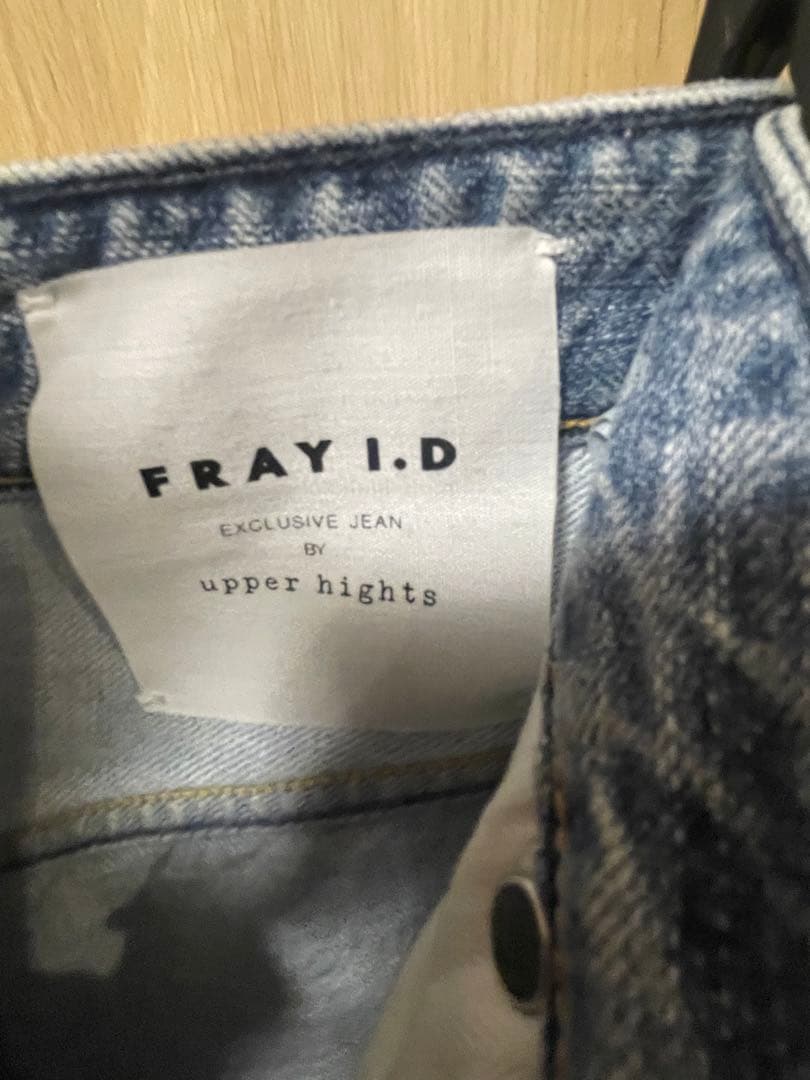 FRAY I.D
EXCLUSIVE JEAN
BY
upper hights